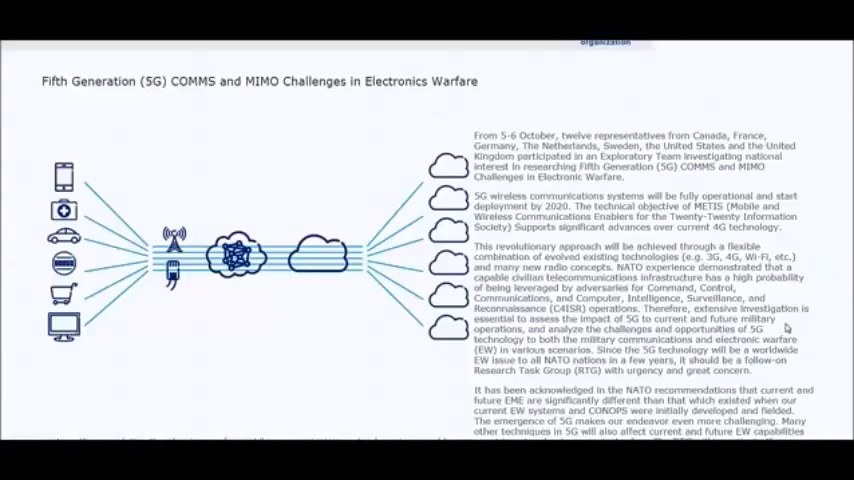 organization
Fifth Generation (5G) COMMS and MIMO Challenges in Electronics Warfare
From 5-6 October, twelve representatives from Canada, France,
Germany, The Netherlands, Sweden, the United States and the United
Kingdom participated in an Exploratory Team investigating national
interest in researching Fifth Generation (5G) COMMS and MIMO
Challenges in Electronic Warfare.
5G wireless communications systems will be fully operational and start
deployment by 2020. The technical objective of METIS (Mobile and
Wireless Communications Enablers for the Twenty-Twenty Information
Society) Supports significant advances over current 4G technology.
This revolutionary approach will be achieved through a flexible
combination of evolved existing technologies (e.g. 3G, 4G, Wi-Fi, etc.)
and many new radio concepts. NATO experience demonstrated that a
capable civilian telecommunications infrastructure has a high probability
of being leveraged by adversaries for Command, Control,
Communications, and Computer, Intelligence, Surveillance, and
Reconnaissance (C4ISR) operations. Therefore, extensive investigation is
essential to assess the impact of 5G to current and future military
operations, and analyze the challenges and opportunities of 5G
technology to both the military communications and electronic warfare
(EW) in various scenarios. Since the 5G technology will be a worldwide
EW issue to all NATO nations in a few years, it should be a follow-on
Research Task Group (RTG) with urgency and great concern.
It has been acknowledged in the NATO recommendations that current and
future EME are significantly different than that which existed when our
current EW systems and CONOPS were initially developed and fielded.
The emergence of 5G makes our endeavor even more challenging. Many
other techniques in 5G will also affect current and future EW capabilities